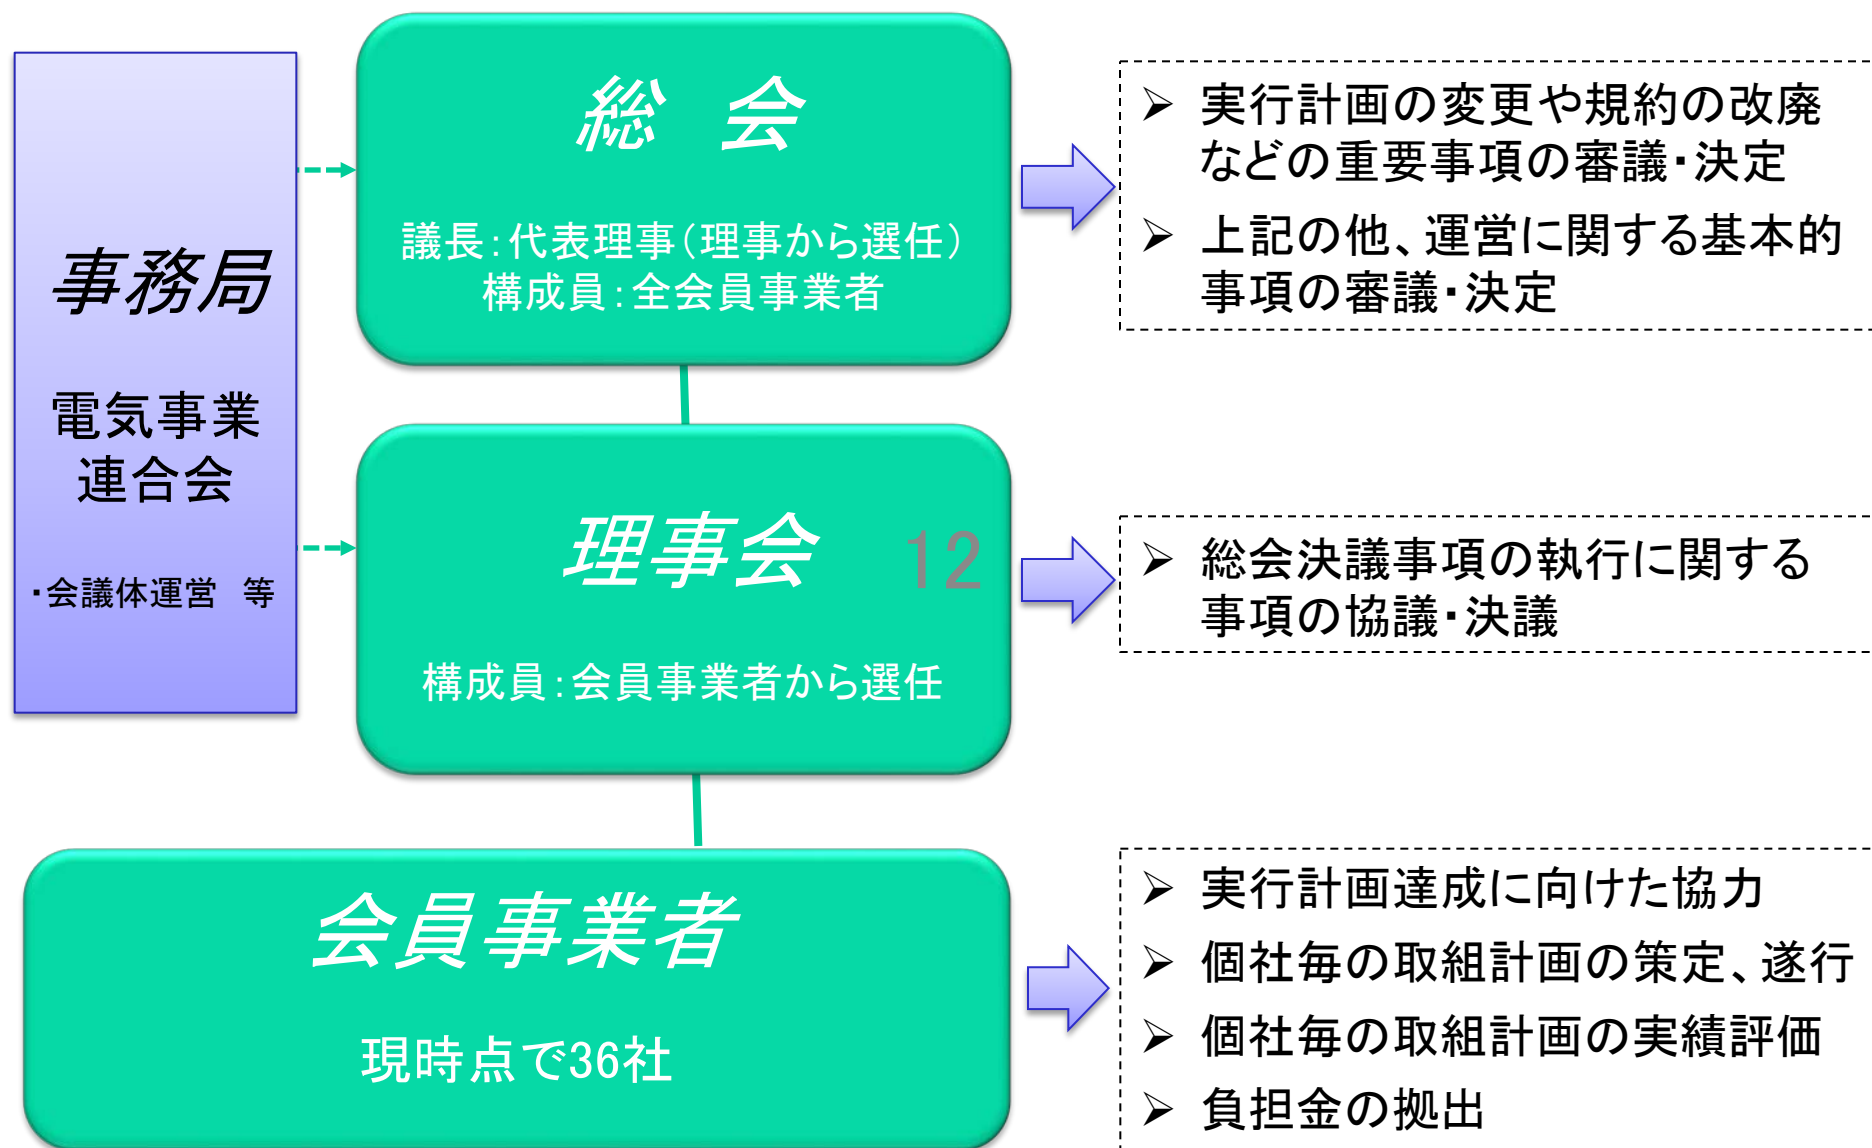 事務局
電気事業
連合会
・会議体運営　等
総　会
議長：代表理事（理事から選任）
構成員：全会員事業者
➢ 実行計画の変更や規約の改廃
などの重要事項の審議・決定
➢ 上記の他、運営に関する基本的
事項の審議・決定
理事会
12
構成員：会員事業者から選任
➢ 総会決議事項の執行に関する
事項の協議・決議
会員事業者
現時点で36社
➢ 実行計画達成に向けた協力
➢ 個社毎の取組計画の策定、遂行
➢ 個社毎の取組計画の実績評価
➢ 負担金の拠出